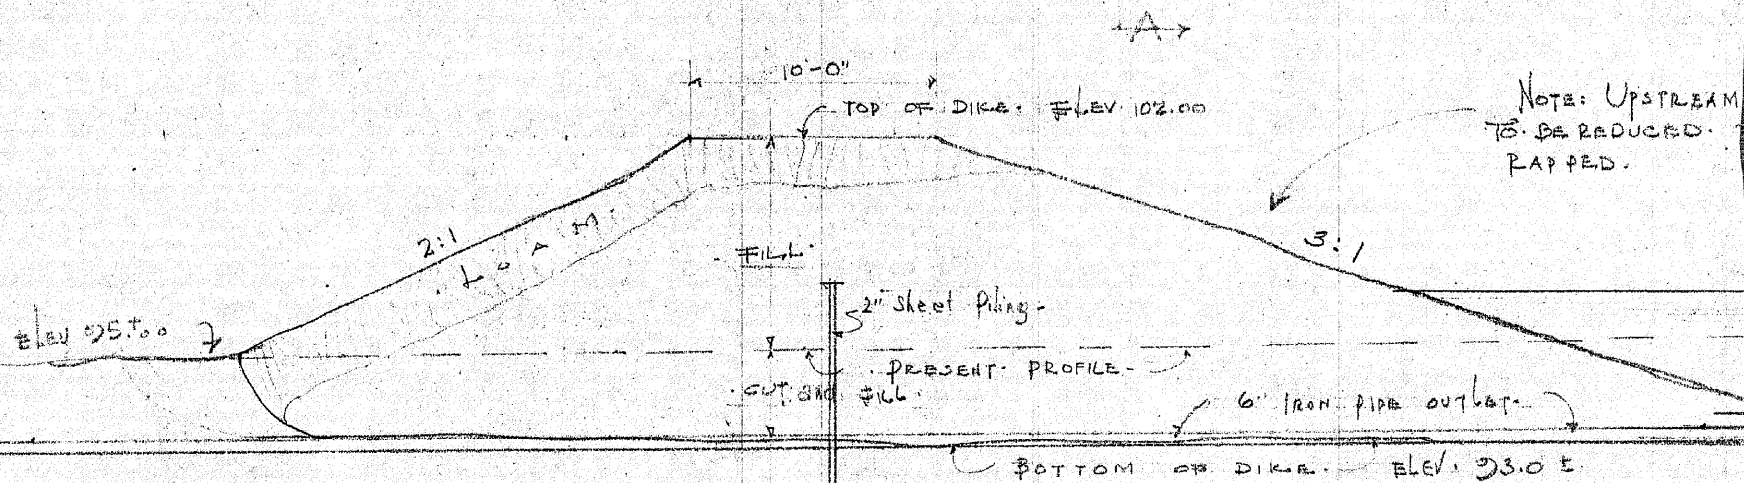 A
10'-0"
TOP OF DIKE. ELEV. 102.00
NOTE: UPSTREAM
TO BE REDUCED.
RAPPED.
2:1
LOAM
3:1
FILL
2" Sheet Piling
ELEV 95.±00
PRESENT PROFILE
CUT AND FILL.
6" IRON PIPE OUTLET
BOTTOM OF DIKE. ELEV. 93.0 ±